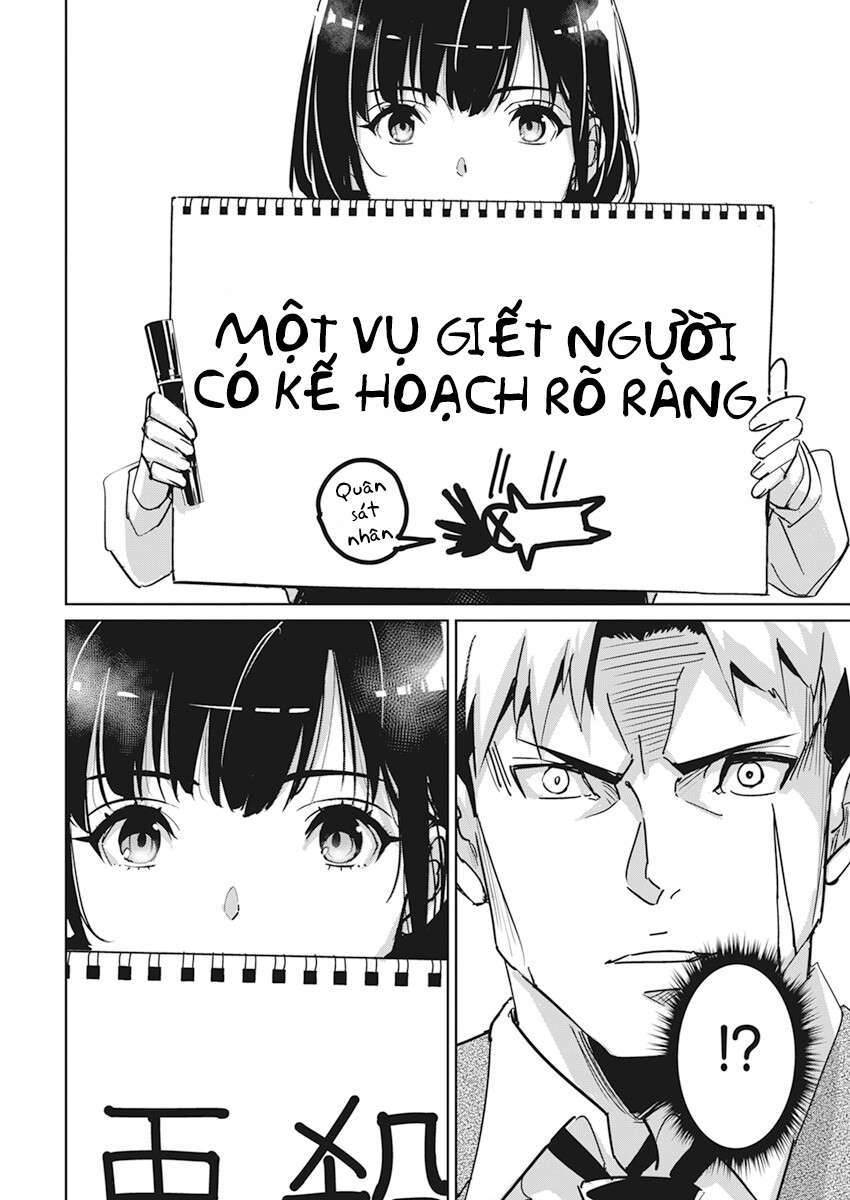 MỘT VỤ GIẾT NGƯỜI
CÓ KẾ HOẠCH RÕ RÀNG
Quân
sát
nhân
!?